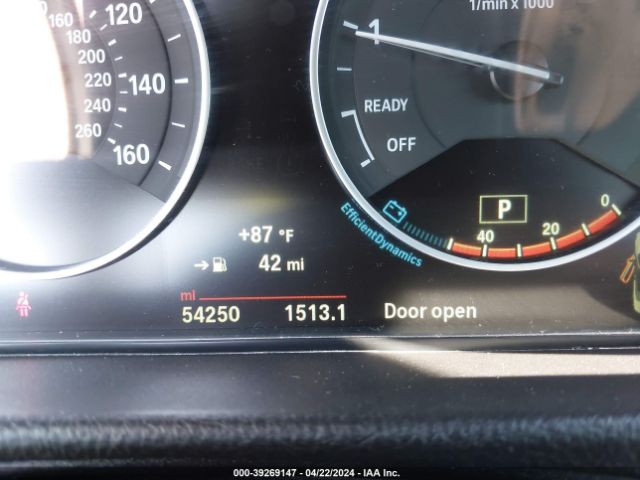 1/min x 1000
160
180
200
220
240
260
120
140
160
1
READY
OFF
P
40
20
0
EfficientDynamics
+87 °F
42 mi
ml
54250
1513.1
Door open
000-39269147 - 04/22/2024 - IAA Inc.